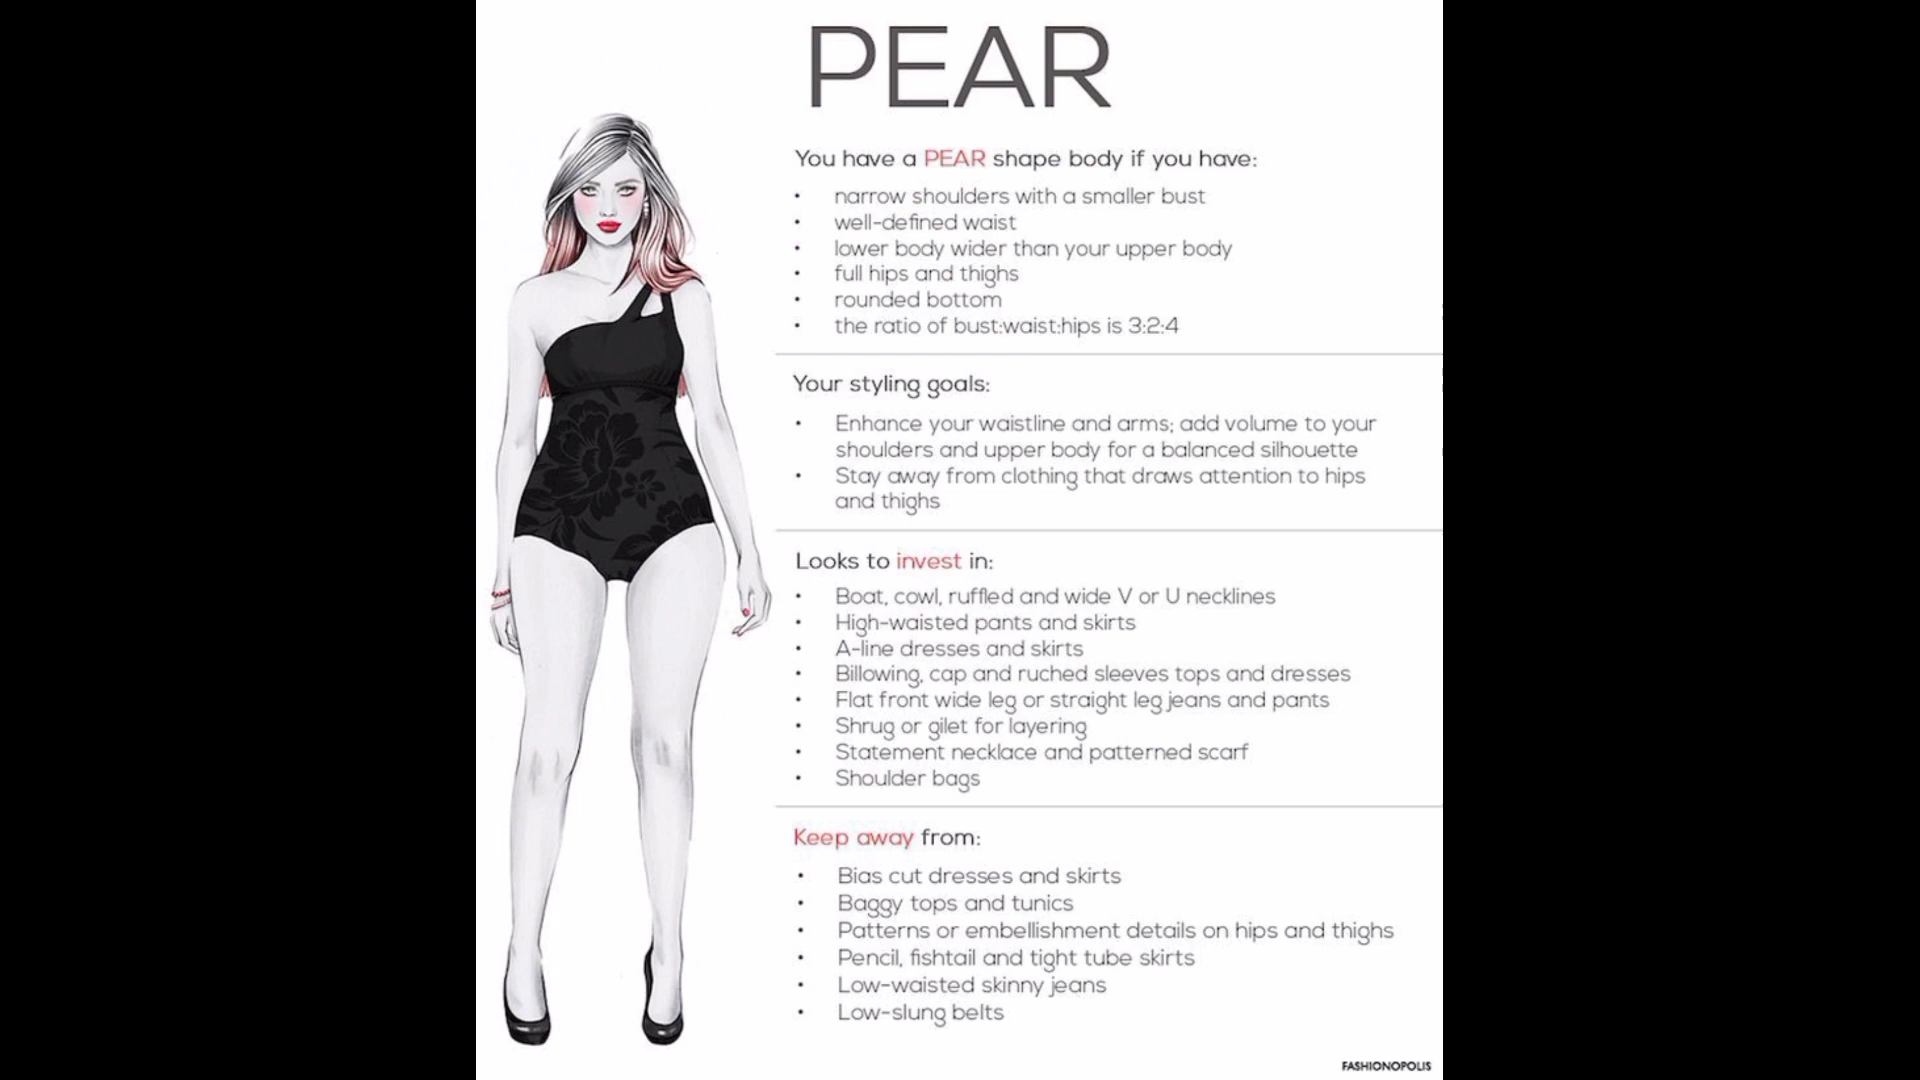 PEAR
You have a PEAR shape body if you have:
• narrow shoulders with a smaller bust
• well-defined waist
• lower body wider than your upper body
• full hips and thighs
• rounded bottom
• the ratio of bust:waist:hips is 3:2:4
Your styling goals:
• Enhance your waistline and arms; add volume to your
shoulders and upper body for a balanced silhouette
• Stay away from clothing that draws attention to hips
and thighs
Looks to invest in:
• Boat, cowl, ruffled and wide V or U necklines
• High-waisted pants and skirts
• A-line dresses and skirts
• Billowing, cap and ruched sleeves tops and dresses
• Flat front wide leg or straight leg jeans and pants
• Shrug or gilet for layering
• Statement necklace and patterned scarf
• Shoulder bags
Keep away from:
• Bias cut dresses and skirts
• Baggy tops and tunics
• Patterns or embellishment details on hips and thighs
• Pencil, fishtail and tight tube skirts
• Low-waisted skinny jeans
• Low-slung belts
FASHIONOPOLIS